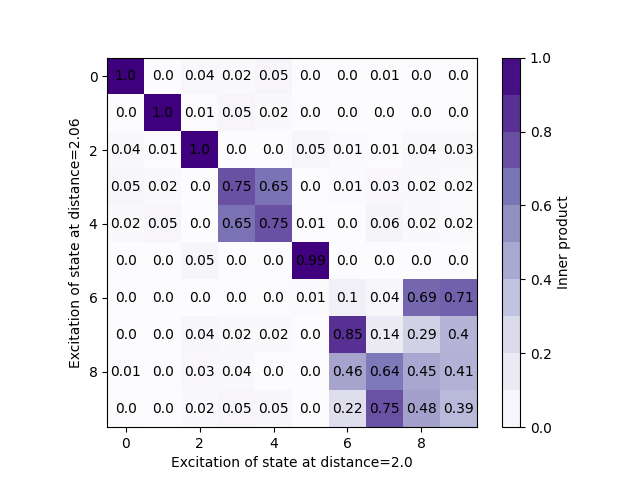 0 1.0 0.0 0.04 0.02 0.05 0.0 0.0 0.01 0.0 0.0
0.0 1.0 0.01 0.05 0.02 0.0 0.0 0.0 0.0 0.0
2 0.04 0.01 1.0 0.0 0.0 0.05 0.01 0.01 0.04 0.03
0.05 0.02 0.0 0.75 0.65 0.0 0.01 0.03 0.02 0.02
4 0.02 0.05 0.0 0.65 0.75 0.01 0.0 0.06 0.02 0.02
0.0 0.0 0.05 0.0 0.0 0.99 0.0 0.0 0.0 0.0
6 0.0 0.0 0.0 0.0 0.0 0.01 0.1 0.04 0.69 0.71
0.0 0.0 0.04 0.02 0.02 0.0 0.85 0.14 0.29 0.4
8 0.01 0.0 0.03 0.04 0.0 0.0 0.46 0.64 0.45 0.41
0.0 0.0 0.02 0.05 0.05 0.0 0.22 0.75 0.48 0.39
0 2 4 6 8
Excitation of state at distance=2.0
Excitation of state at distance=2.06
1.0
0.8
0.6
0.4
0.2
0.0
Inner product